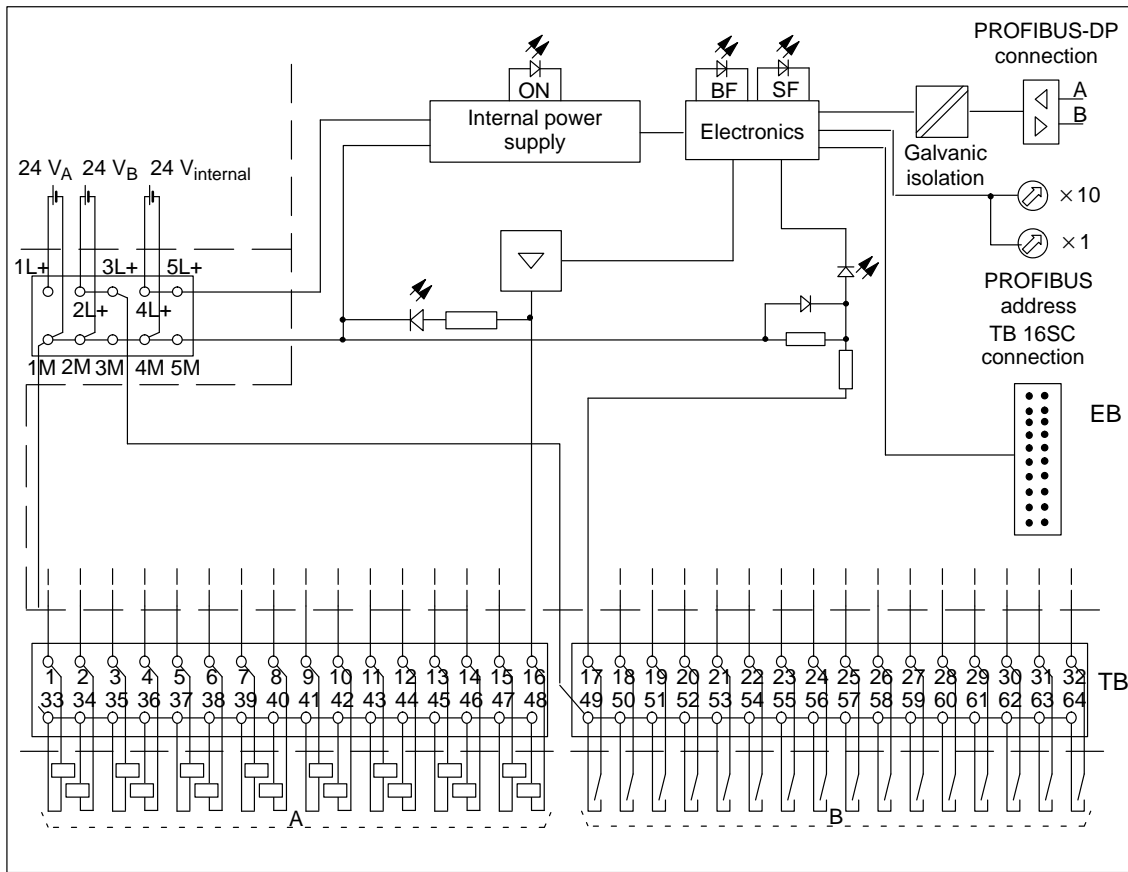 PROFIBUS-DP
connection
ON
BF
SF
A
B
Internal power
supply
Electronics
Galvanic
isolation
24 VA
24 VB
24 Vinternal
×10
×1
1L+
3L+
5L+
2L+
4L+
PROFIBUS
address
TB 16SC
connection
1M 2M 3M 4M 5M
EB
1 2 3 4 5 6 7 8 9 10 11 12 13 14 15 16
17 18 19 20 21 22 23 24 25 26 27 28 29 30 31 32
TB
33 34 35 36 37 38 39 40 41 42 43 44 45 46 47 48
49 50 51 52 53 54 55 56 57 58 59 60 61 62 63 64
A
B